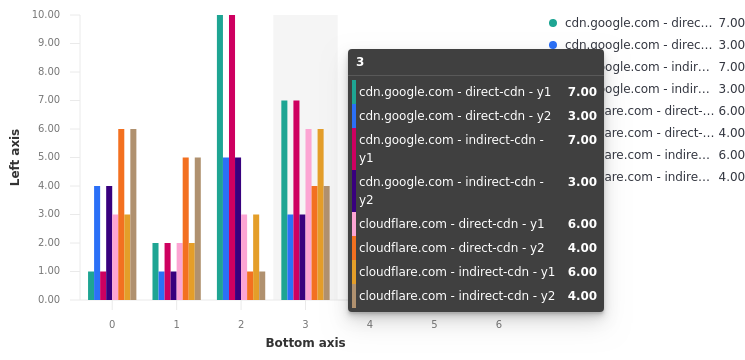 10.00
9.00
8.00
7.00
6.00
5.00
4.00
3.00
2.00
1.00
0.00
Left axis
0 1 2 3 4 5 6
Bottom axis
3
cdn.google.com - direct-cdn - y1 7.00
cdn.google.com - direct-cdn - y2 3.00
cdn.google.com - indirect-cdn -
y1 7.00
cdn.google.com - indirect-cdn -
y2 3.00
cloudflare.com - direct-cdn - y1 6.00
cloudflare.com - direct-cdn - y2 4.00
cloudflare.com - indirect-cdn - y1 6.00
cloudflare.com - indirect-cdn - y2 4.00
cdn.google.com - direc… 7.00
cdn.google.com - direc… 3.00
oogle.com - indir… 7.00
oogle.com - indir… 3.00
are.com - direct-… 6.00
are.com - direct-… 4.00
are.com - indire… 6.00
are.com - indire… 4.00